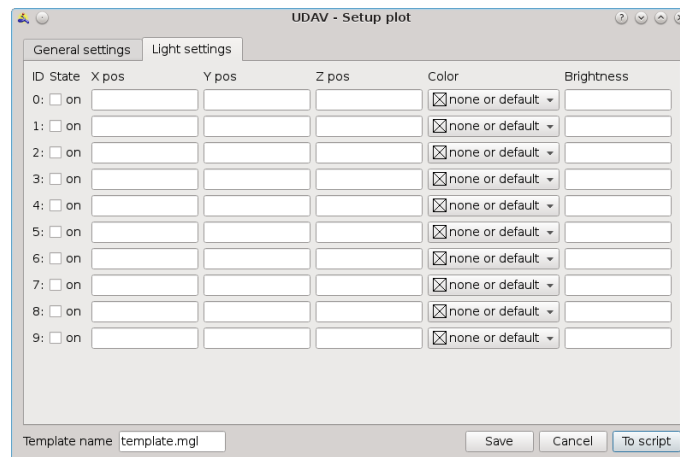 UDAV - Setup plot
General settings Light settings
ID State X pos Y pos Z pos Color Brightness
0: on none or default
1: on none or default
2: on none or default
3: on none or default
4: on none or default
5: on none or default
6: on none or default
7: on none or default
8: on none or default
9: on none or default
Template name template.mgl Save Cancel To script